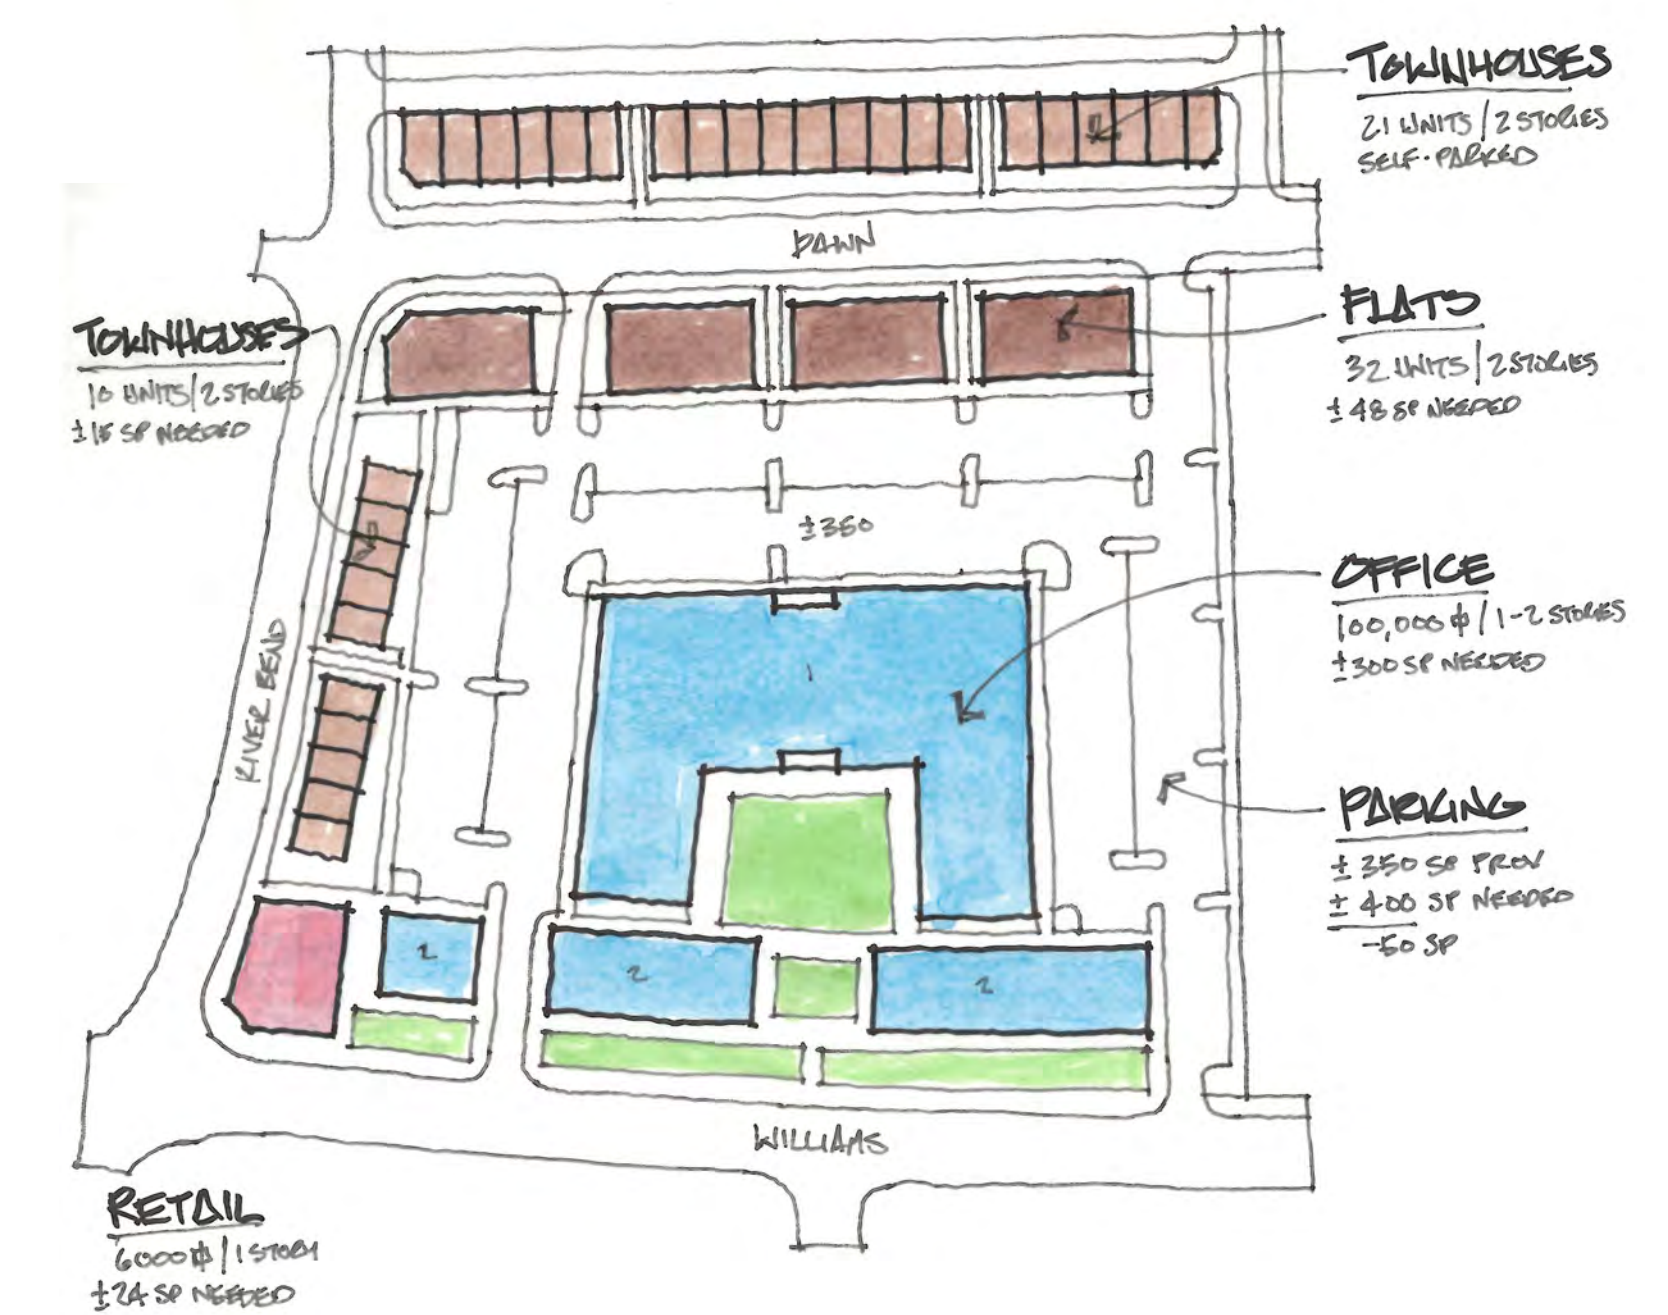 TOWNHOUSES
21 UNITS/2 STORIES
SELF-PARKED
DAWN
FLATS
32 UNITS/2 STORIES
± 48 SP NEEDED
TOWNHOUSES
10 UNITS/2 STORIES
±15 SP NEEDED
±350
OFFICE
100,000 ⏀/1-2 STORIES
±300 SP NEEDED
1
RIVER BEND
PARKING
± 350 SP PROV
± 400 SP NEEDED
-50 SP
2
2
2
WILLIAMS
RETAIL
6000 ⏀/1 STORY
±24 SP NEEDED